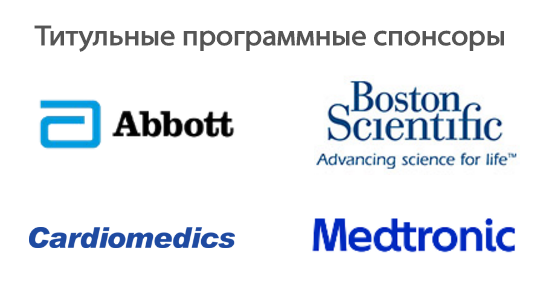 Титульные программные спонсоры
Abbott
Boston
Scientific
Advancing science for life™
Cardiomedics
Medtronic